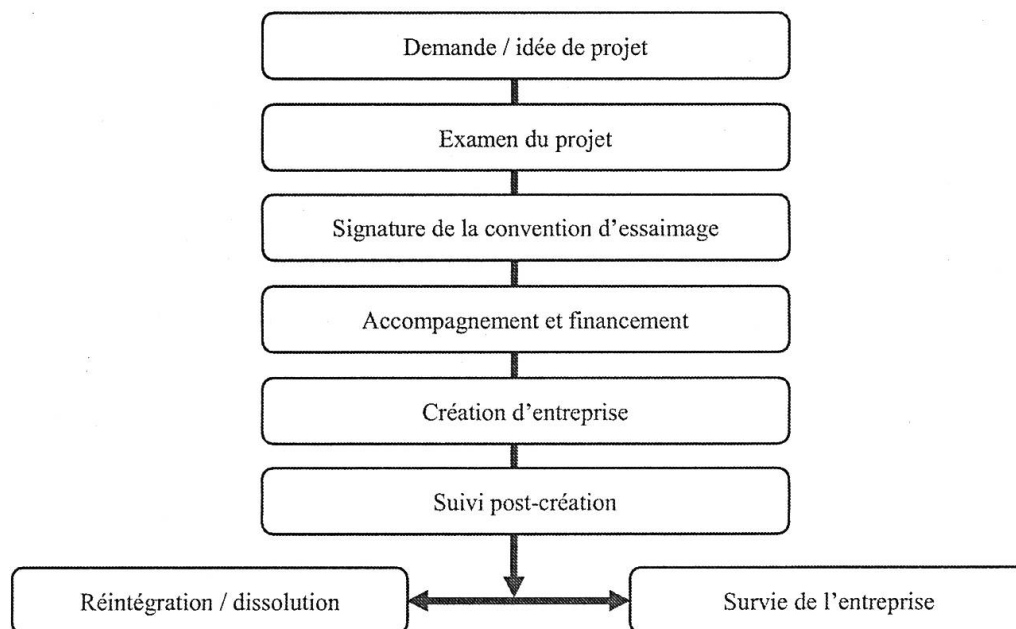 Demande / idée de projet
Examen du projet
Signature de la convention d’essaimage
Accompagnement et financement
Création d’entreprise
Suivi post-création
Réintégration / dissolution
Survie de l’entreprise